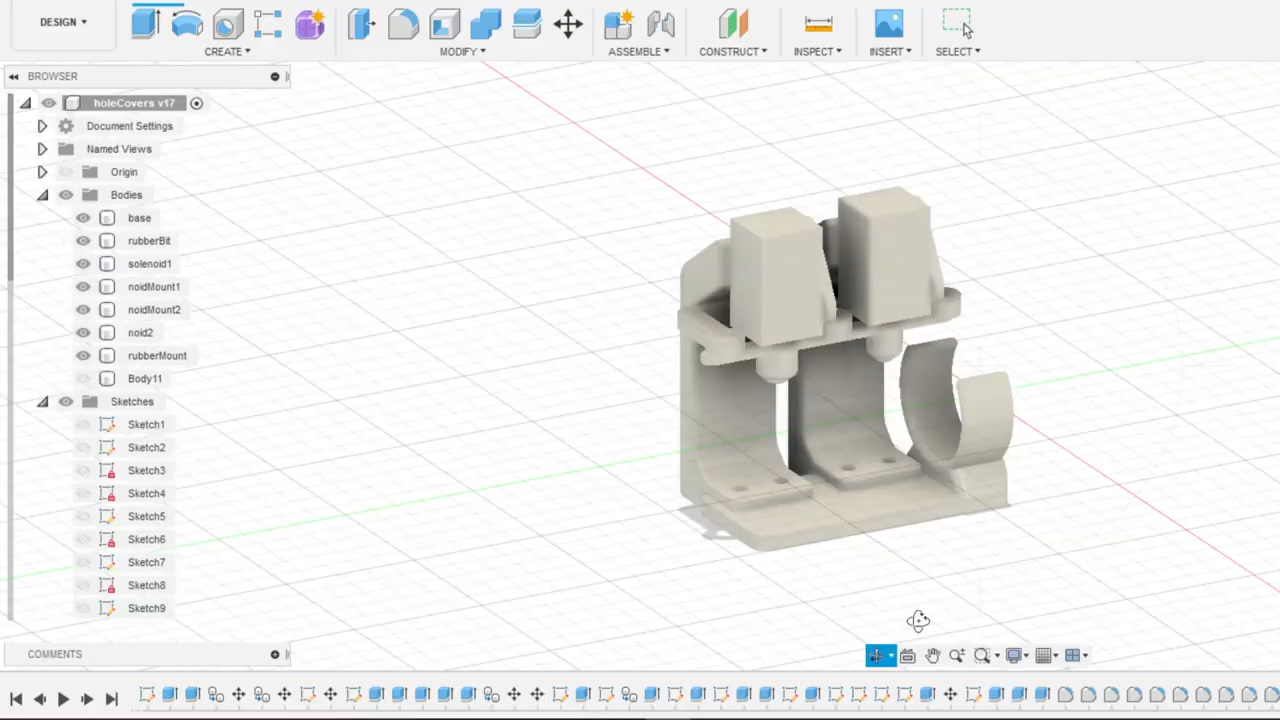 DESIGN
CREATE
MODIFY
ASSEMBLE
CONSTRUCT
INSPECT
INSERT
SELECT
BROWSER
holeCovers v17
Document Settings
Named Views
Origin
Bodies
base
rubberBit
solenoid1
noidMount1
noidMount2
noid2
rubberMount
Body11
Sketches
Sketch1
Sketch2
Sketch3
Sketch4
Sketch5
Sketch6
Sketch7
Sketch8
Sketch9
COMMENTS